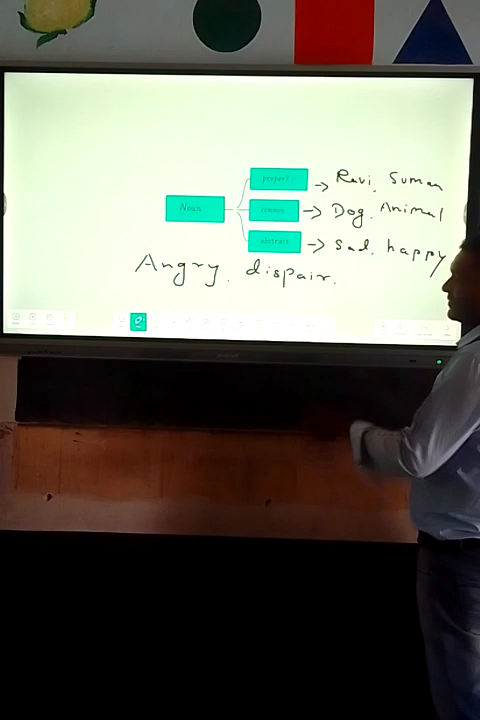 proper?
→ Ravi, Suman
Noun
common
→ Dog, Animal
abstract
→ Sad, happy
Angry, dispair.